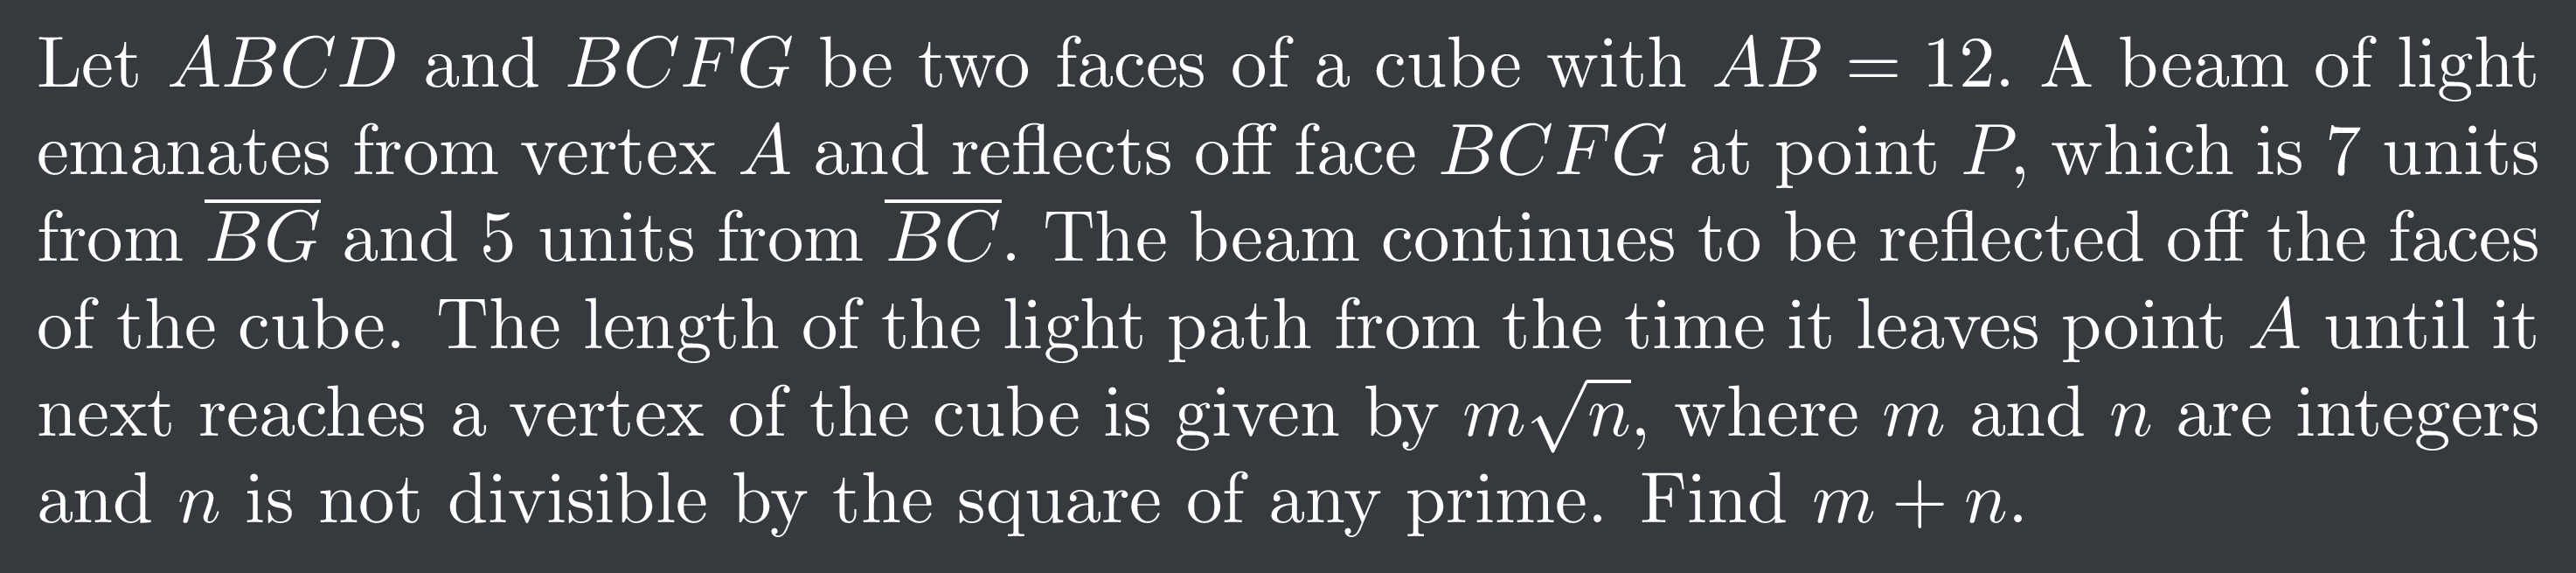 Let $ABCD$ and $BCFG$ be two faces of a cube with $AB = 12$. A beam of light
emanates from vertex $A$ and reflects off face $BCFG$ at point $P$, which is 7 units
from $\overline{BG}$ and 5 units from $\overline{BC}$. The beam continues to be reflected off the faces
of the cube. The length of the light path from the time it leaves point $A$ until it
next reaches a vertex of the cube is given by $m\sqrt{n}$, where $m$ and $n$ are integers
and $n$ is not divisible by the square of any prime. Find $m + n$.